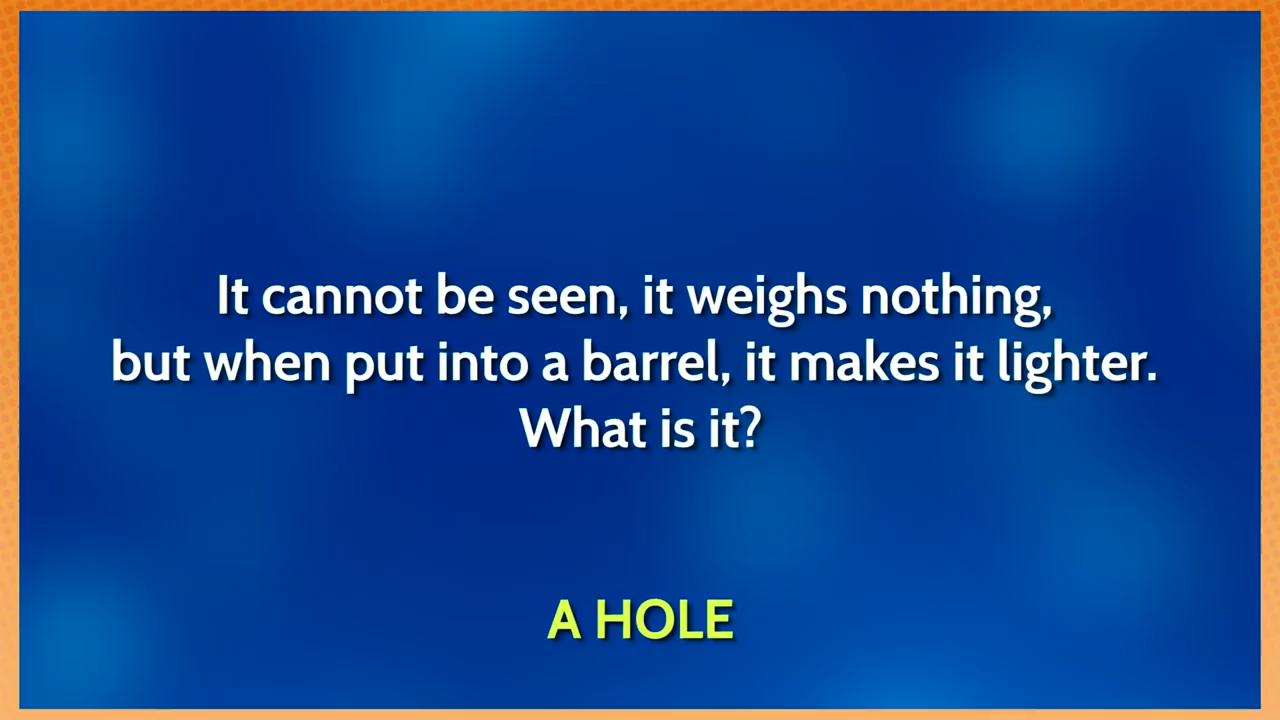 It cannot be seen, it weighs nothing,
but when put into a barrel, it makes it lighter.
What is it?
A HOLE